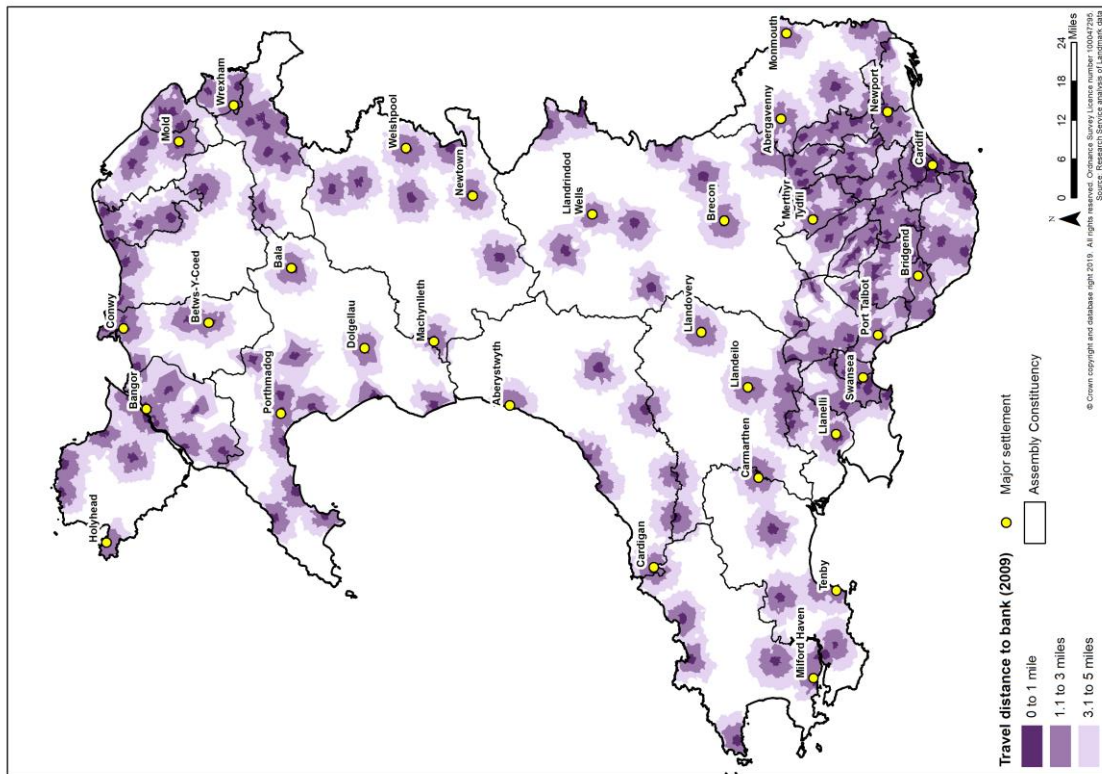 Holyhead
Bangor
Conwy
Mold
Wrexham
Betws-Y-Coed
Bala
Porthmadog
Dolgellau
Welshpool
Machynlleth
Newtown
Aberystwyth
Llandrindod
Wells
Cardigan
Llandovery
Brecon
Llandeilo
Carmarthen
Abergavenny
Monmouth
Merthyr
Tydfil
Milford Haven
Tenby
Llanelli
Swansea
Port Talbot
Bridgend
Newport
Cardiff
Travel distance to bank (2009)
0 to 1 mile
1.1 to 3 miles
3.1 to 5 miles
Major settlement
Assembly Constituency
N
0 6 12 18 24
Miles
© Crown copyright and database right 2019. All rights reserved. Ordnance Survey Licence number 100047295.
Source: Research Service analysis of Landmark data